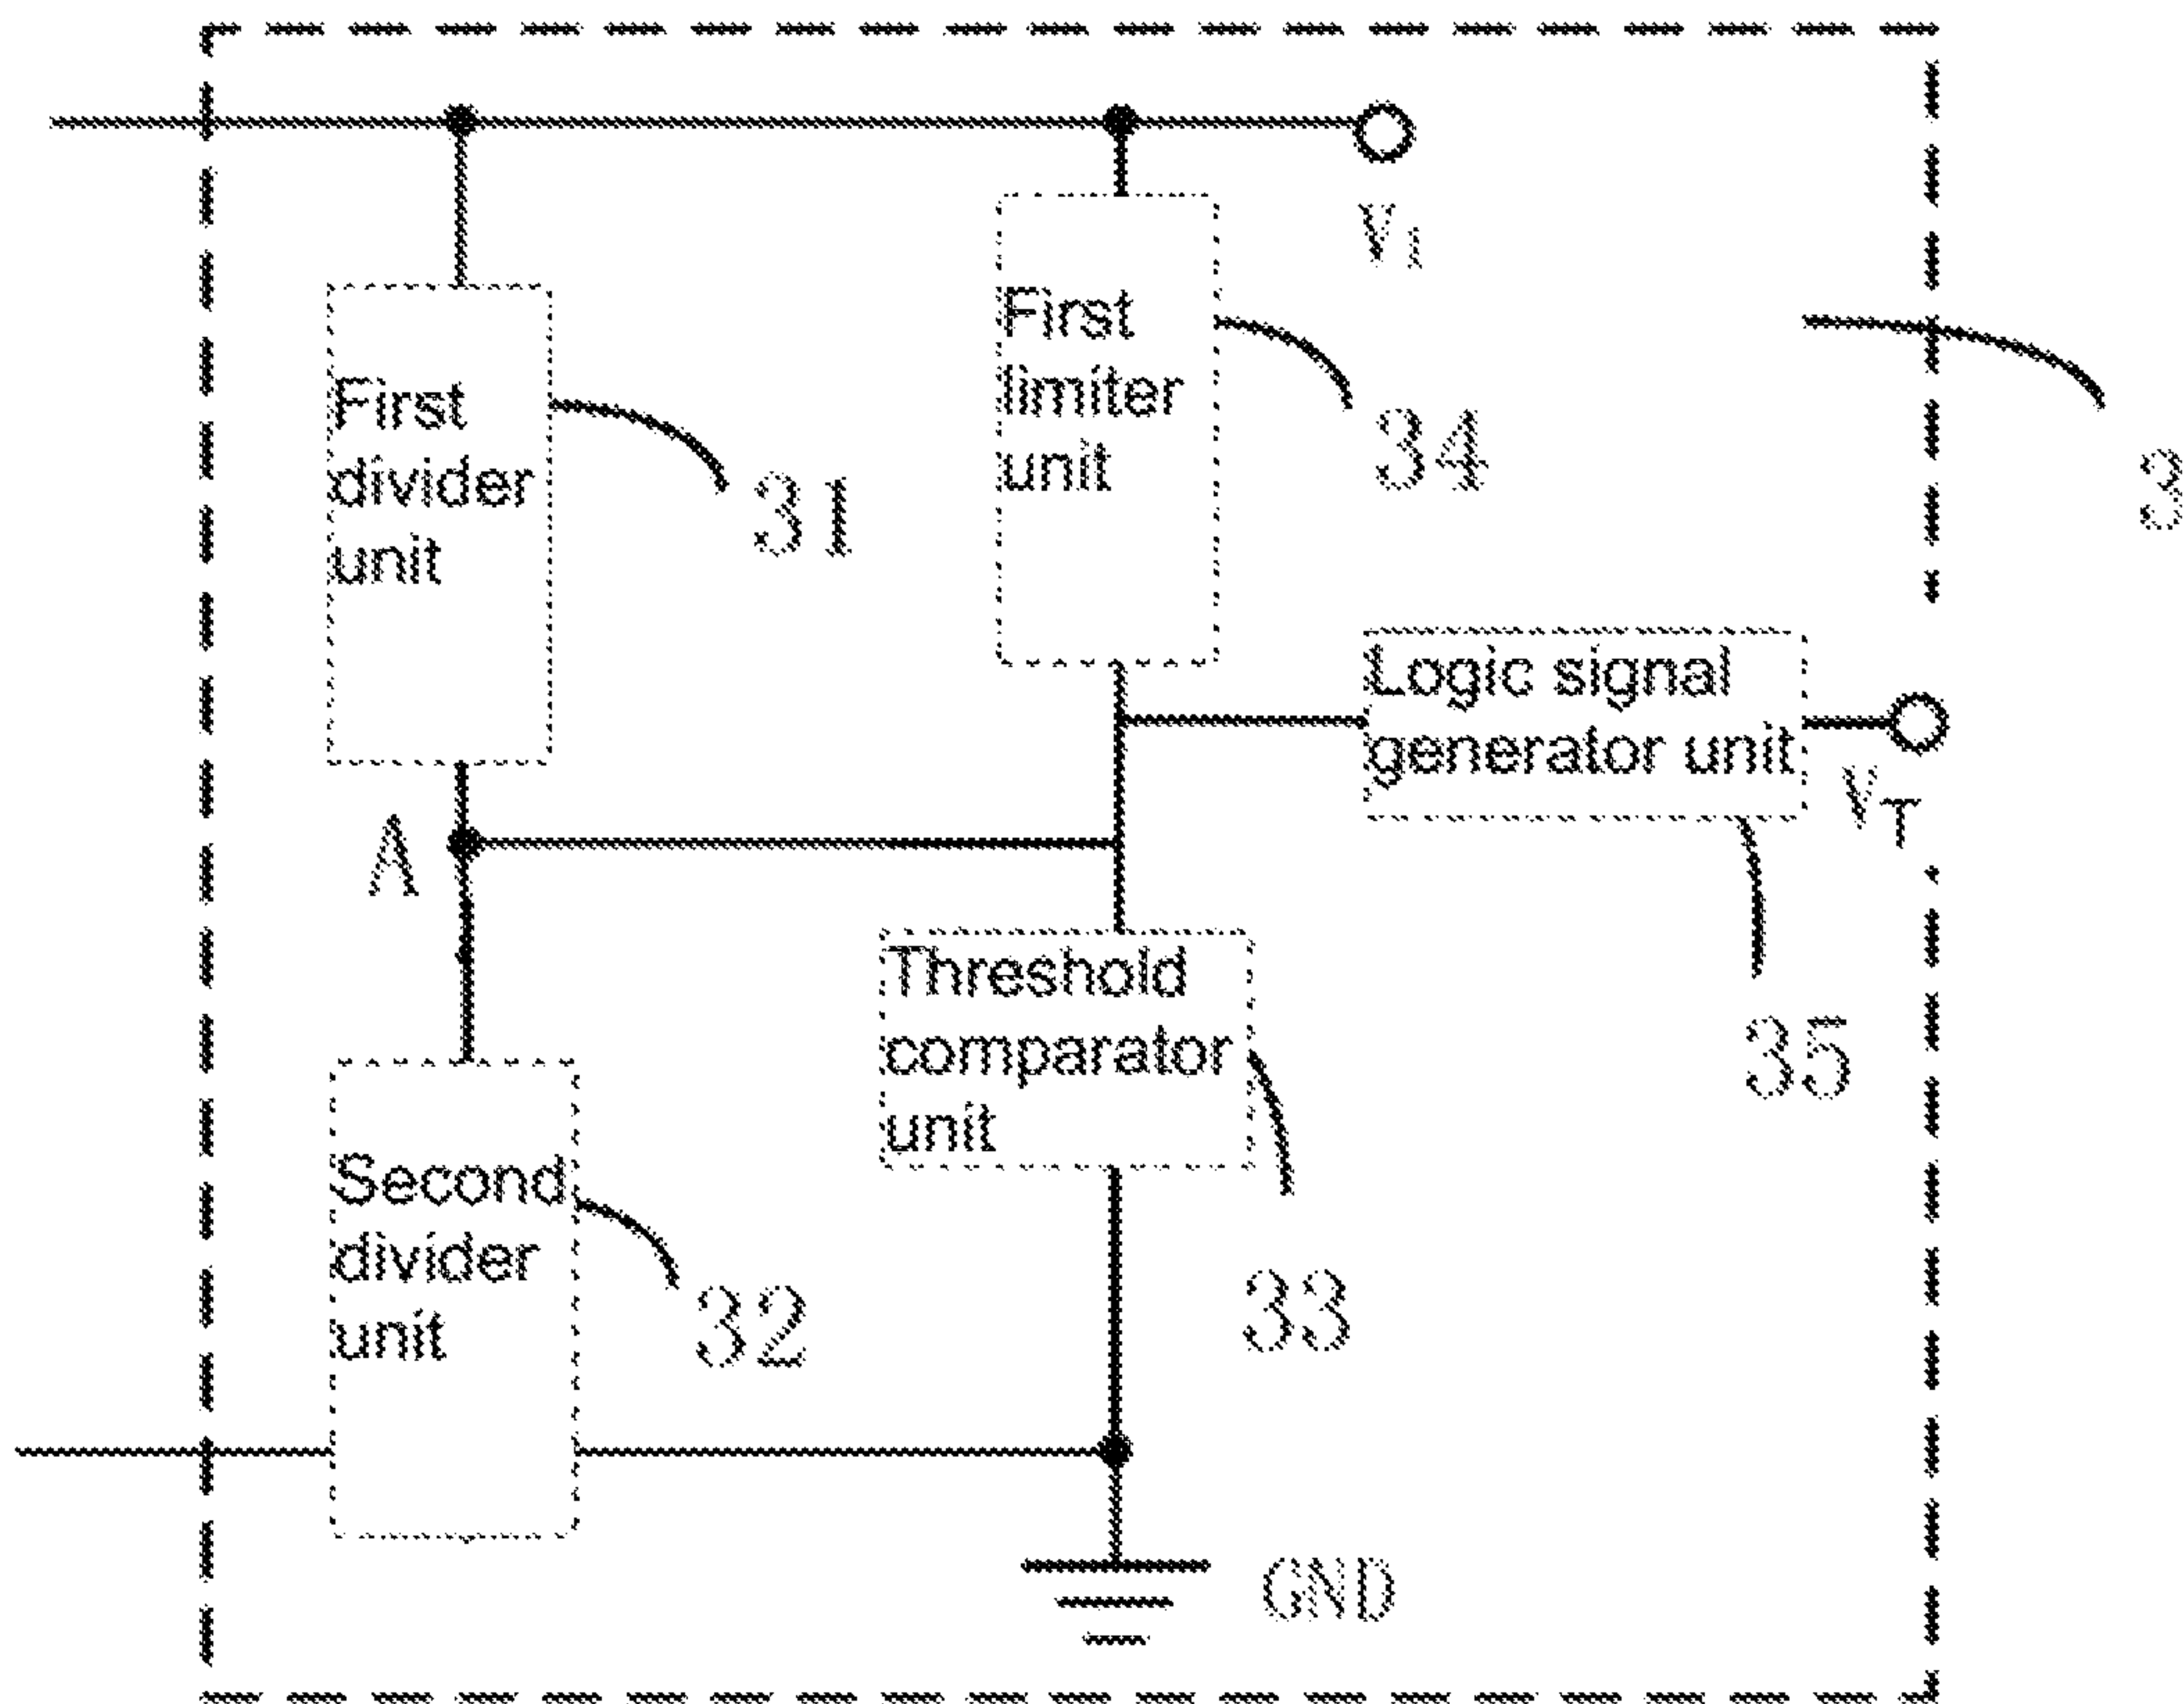 V1
First
limiter
unit
34
3
First
divider
unit
31
Logic signal
generator unit
VT
A
35
Threshold
comparator
unit
33
Second
divider
unit
32
GND